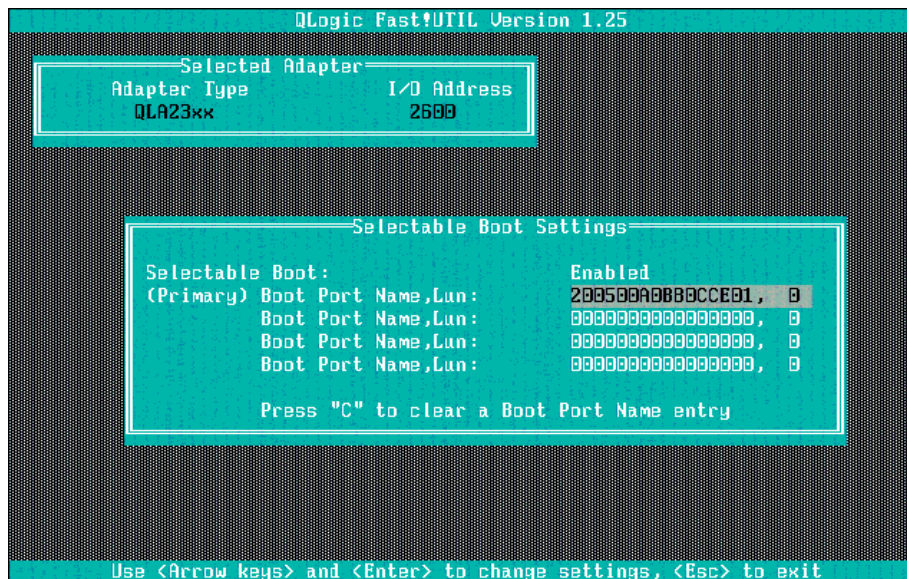 QLogic Fast!UTIL Version 1.25
Selected Adapter
Adapter Type I/O Address
QLA23xx 2600
Selectable Boot Settings
Selectable Boot: Enabled
(Primary) Boot Port Name,Lun: 200500A0B80CCE01, 0
Boot Port Name,Lun: 0000000000000000, 0
Boot Port Name,Lun: 0000000000000000, 0
Boot Port Name,Lun: 0000000000000000, 0
Press "C" to clear a Boot Port Name entry
Use <Arrow keys> and <Enter> to change settings, <Esc> to exit